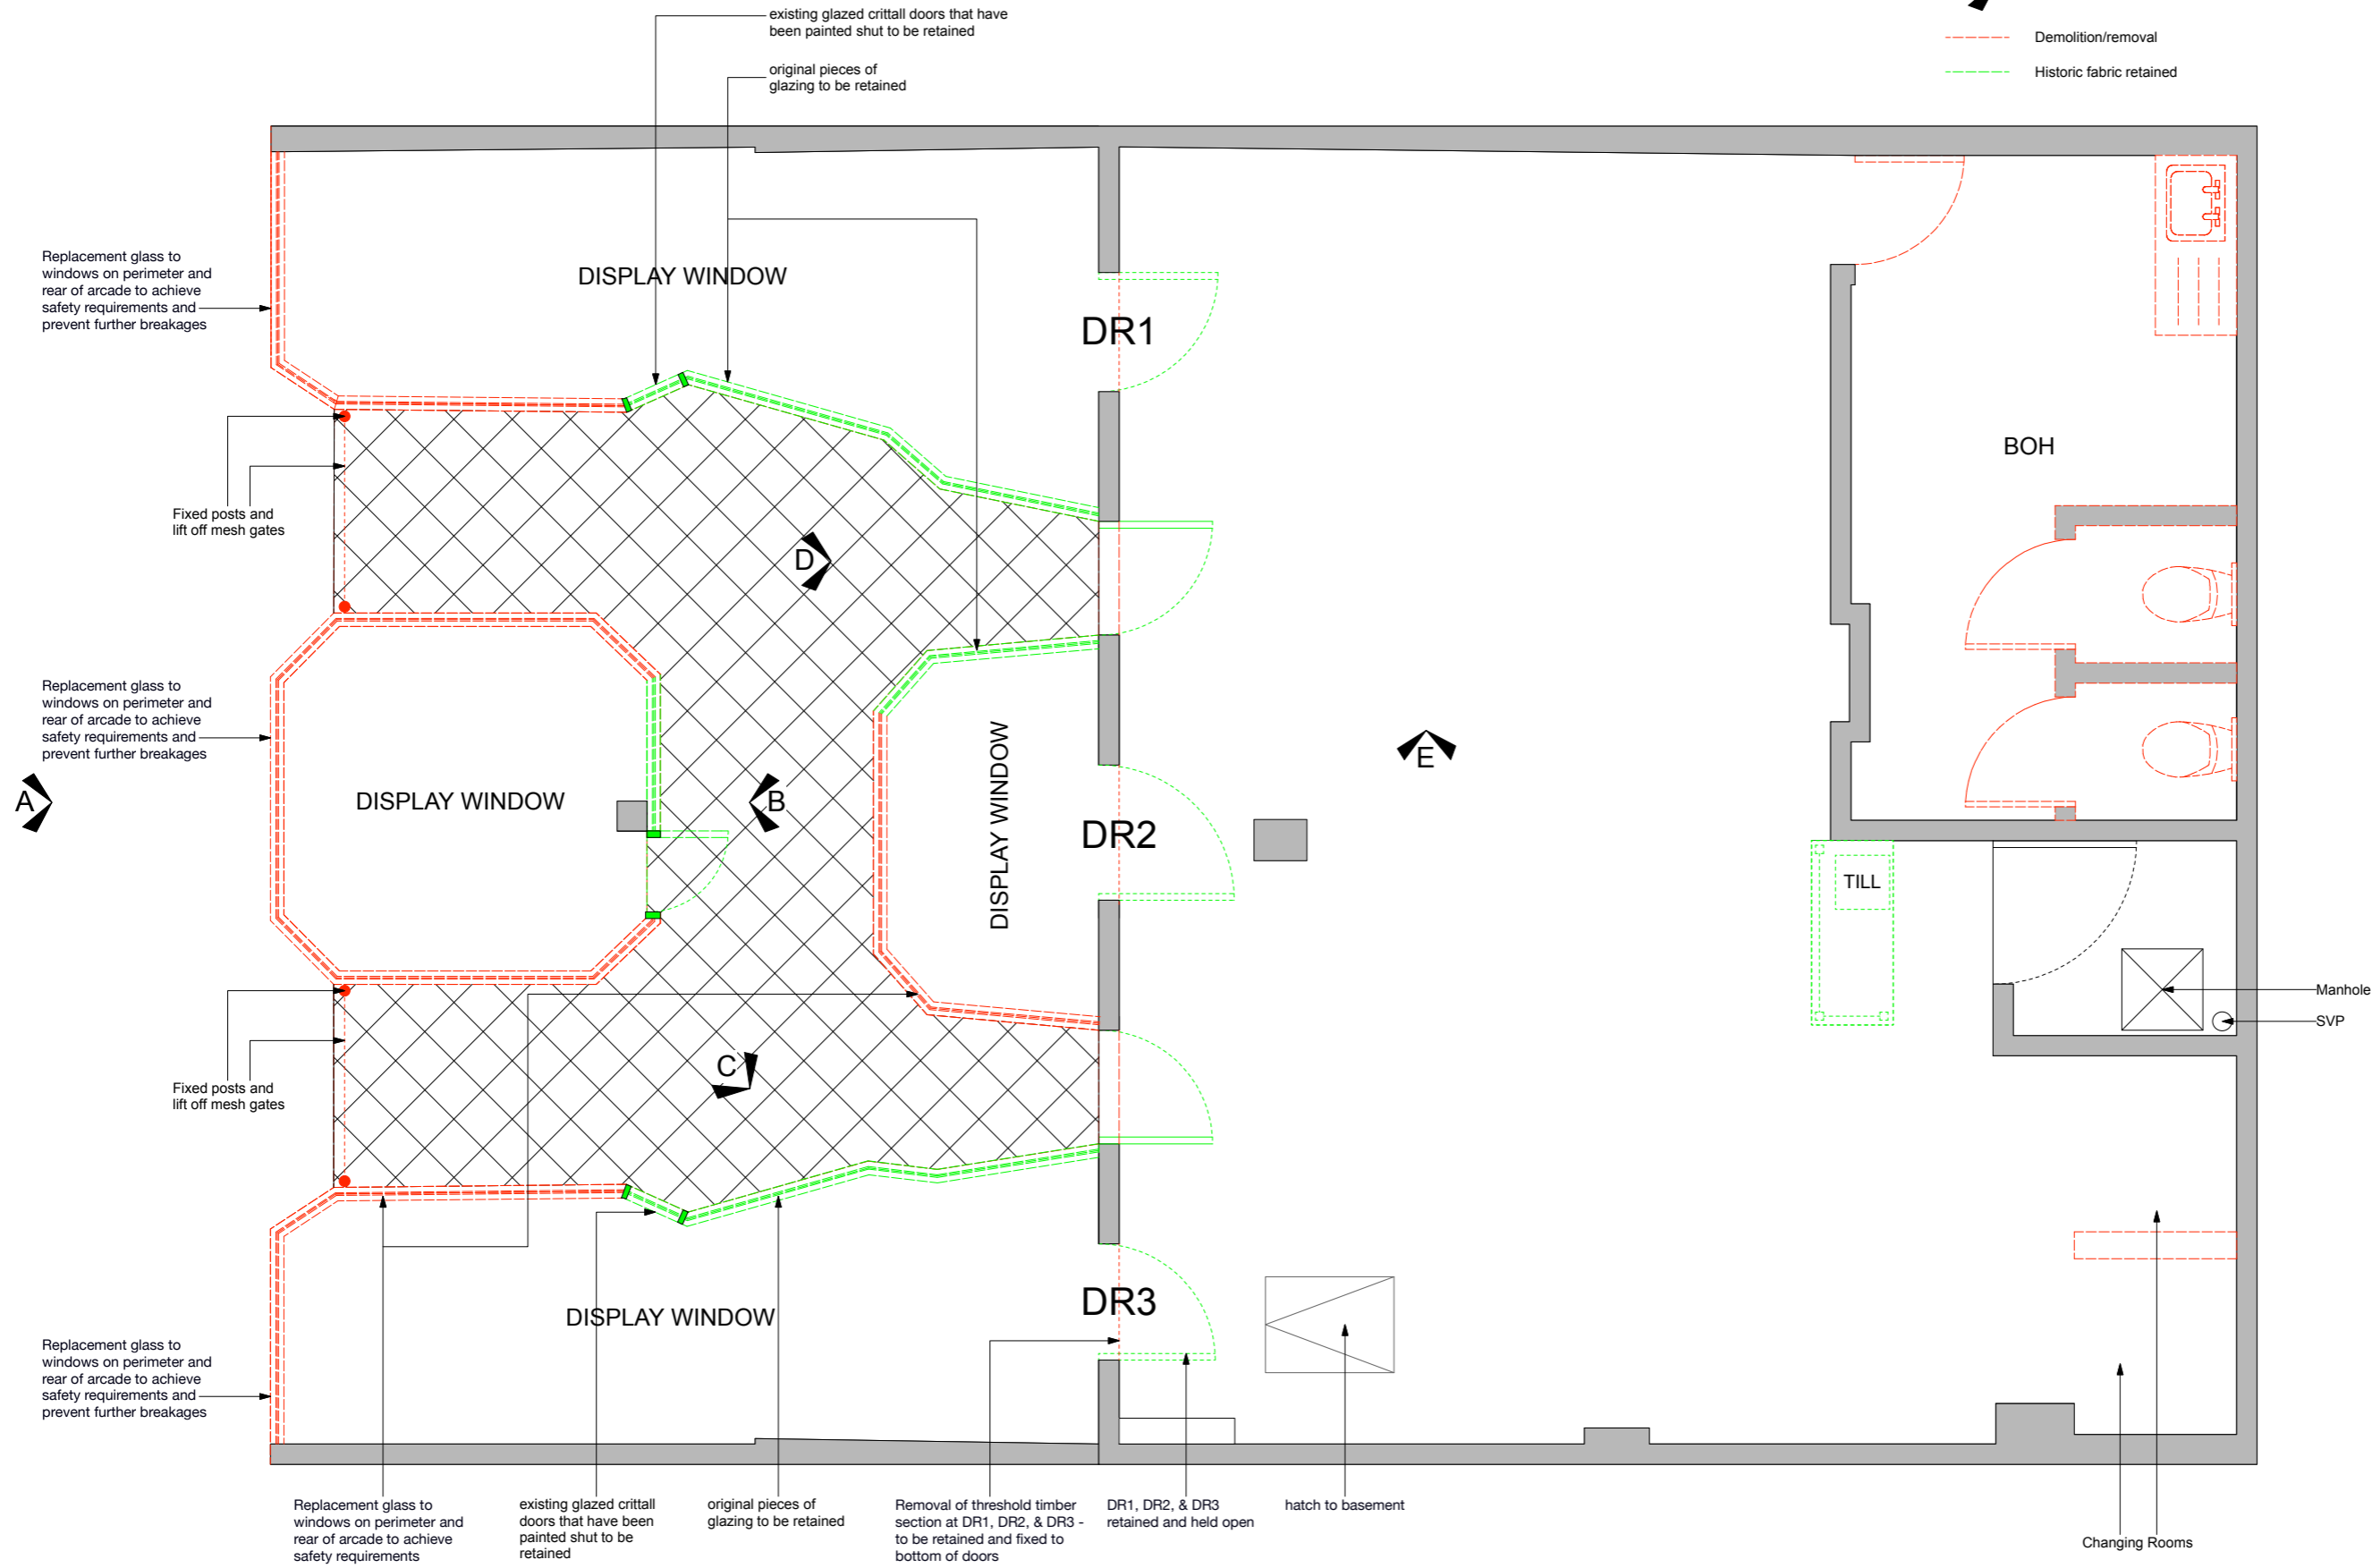 existing glazed crittall doors that have
been painted shut to be retained
original pieces of
glazing to be retained
Demolition/removal
Historic fabric retained
Replacement glass to
windows on perimeter and
rear of arcade to achieve
safety requirements and
prevent further breakages
DISPLAY WINDOW
DR1
BOH
Fixed posts and
lift off mesh gates
D
Replacement glass to
windows on perimeter and
rear of arcade to achieve
safety requirements and
prevent further breakages
A
DISPLAY WINDOW
B
DISPLAY WINDOW
DR2
E
TILL
Manhole
SVP
Fixed posts and
lift off mesh gates
C
DISPLAY WINDOW
DR3
Replacement glass to
windows on perimeter and
rear of arcade to achieve
safety requirements and
prevent further breakages
Replacement glass to
windows on perimeter and
rear of arcade to achieve
safety requirements
existing glazed crittall
doors that have been
painted shut to be
retained
original pieces of
glazing to be retained
Removal of threshold timber
section at DR1, DR2, & DR3 -
to be retained and fixed to
bottom of doors
DR1, DR2, & DR3
retained and held open
hatch to basement
Changing Rooms